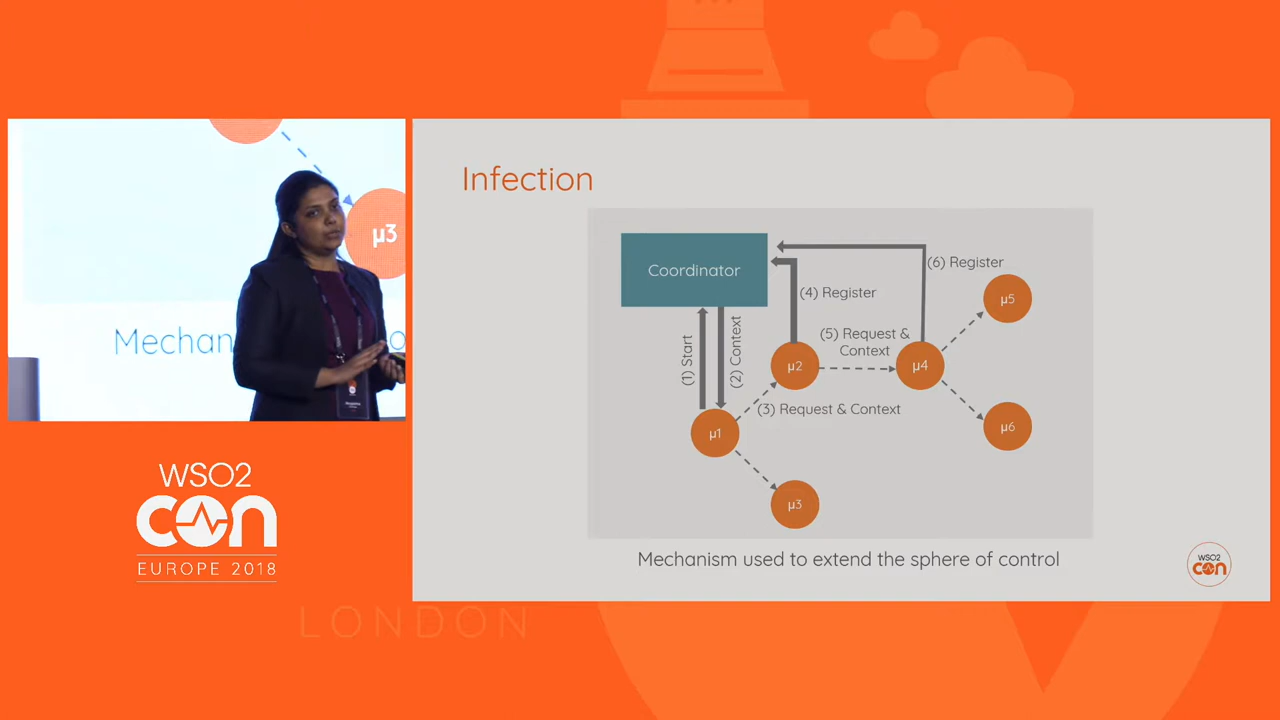 Infection
Coordinator
(1) Start
(2) Context
(3) Request & Context
(4) Register
(5) Request &
Context
(6) Register
μ1
μ2
μ3
μ4
μ5
μ6
Mechanism used to extend the sphere of control
WSO2
con
μ3
Mechan
WSO2
con
EUROPE 2018
LONDON